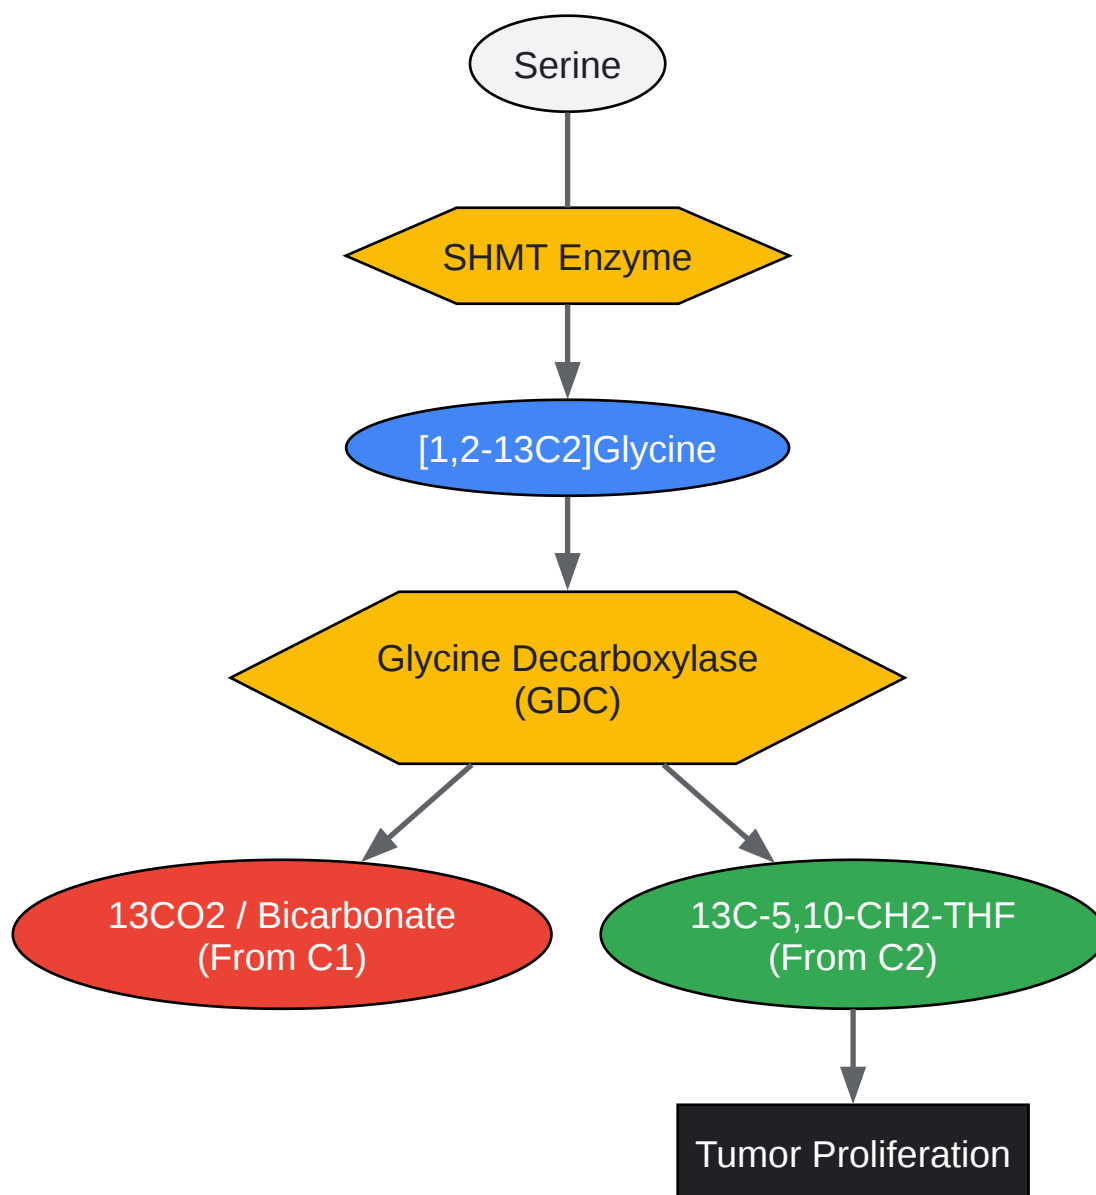 Serine
SHMT Enzyme
[1,2-13C2]Glycine
Glycine Decarboxylase
(GDC)
13CO2 / Bicarbonate
(From C1)
13C-5,10-CH2-THF
(From C2)
Tumor Proliferation